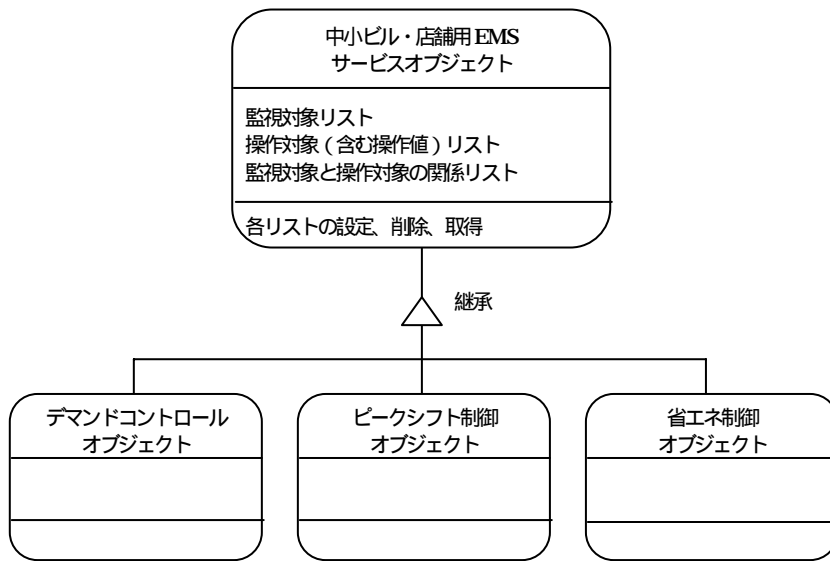 中小ビル・店舗用 EMS
サービスオブジェクト
監視対象リスト
操作対象(含む操作値)リスト
監視対象と操作対象の関係リスト
各リストの設定、削除、取得
継承
デマンドコントロール
オブジェクト
ピークシフト制御
オブジェクト
省エネ制御
オブジェクト